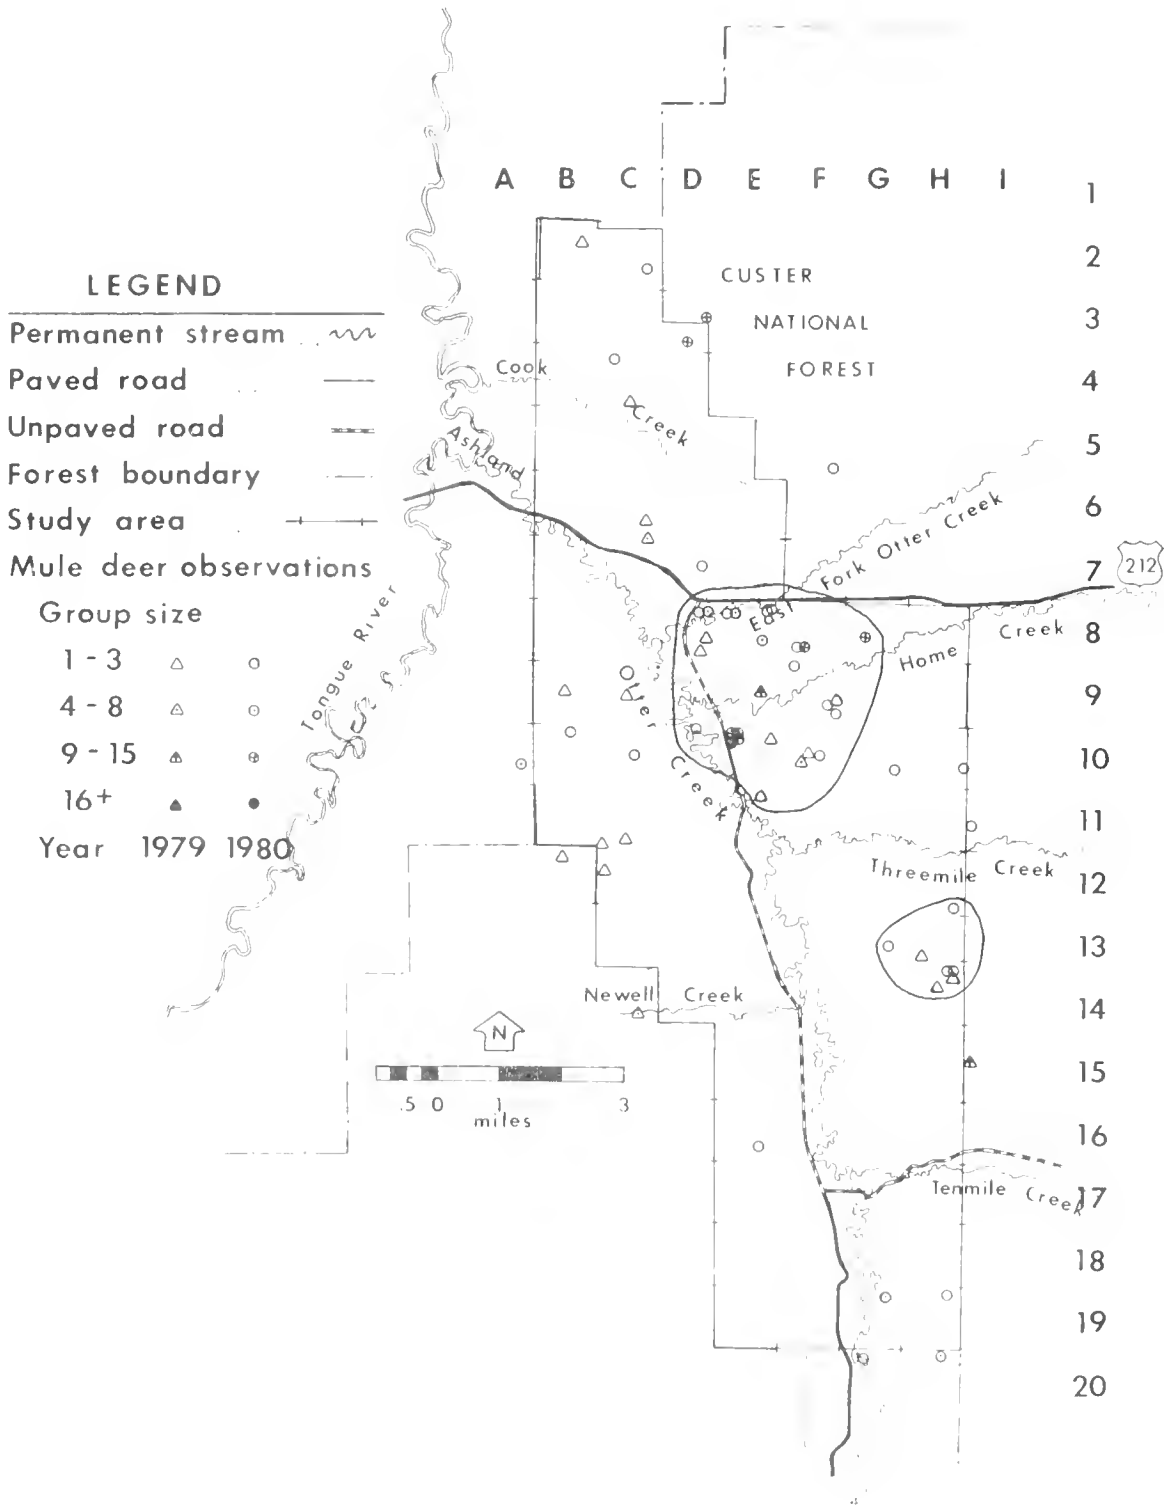 A B C D E F G H I
1
2
3
4
5
6
7
8
9
10
11
12
13
14
15
16
17
18
19
20
LEGEND
Permanent stream
Paved road
Unpaved road
Forest boundary
Study area
Mule deer observations
Group size
1 - 3
4 - 8
9 - 15
16+
Year 1979 1980
CUSTER
NATIONAL
FOREST
Cook
Creek
Ashland
Tongue River
Fork Otter Creek
East
212
Home
Creek
Otter
Creek
Threemile Creek
Newell Creek
Tenmile Creek
N
.5 0 1 3
miles